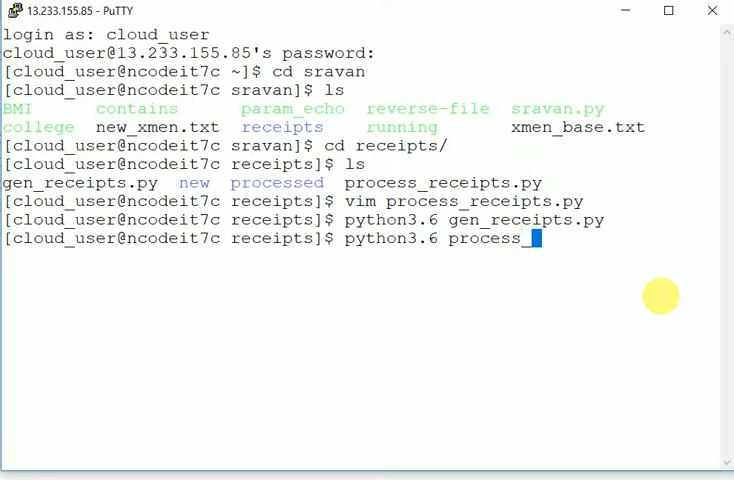 13.233.155.85 - PuTTY
login as: cloud_user
cloud_user@13.233.155.85's password:
[cloud_user@ncodeit7c ~]$ cd sravan
[cloud_user@ncodeit7c sravan]$ ls
BMI contains param_echo reverse-file sravan.py
college new_xmen.txt receipts running xmen_base.txt
[cloud_user@ncodeit7c sravan]$ cd receipts/
[cloud_user@ncodeit7c receipts]$ ls
gen_receipts.py new processed process_receipts.py
[cloud_user@ncodeit7c receipts]$ vim process_receipts.py
[cloud_user@ncodeit7c receipts]$ python3.6 gen_receipts.py
[cloud_user@ncodeit7c receipts]$ python3.6 process_